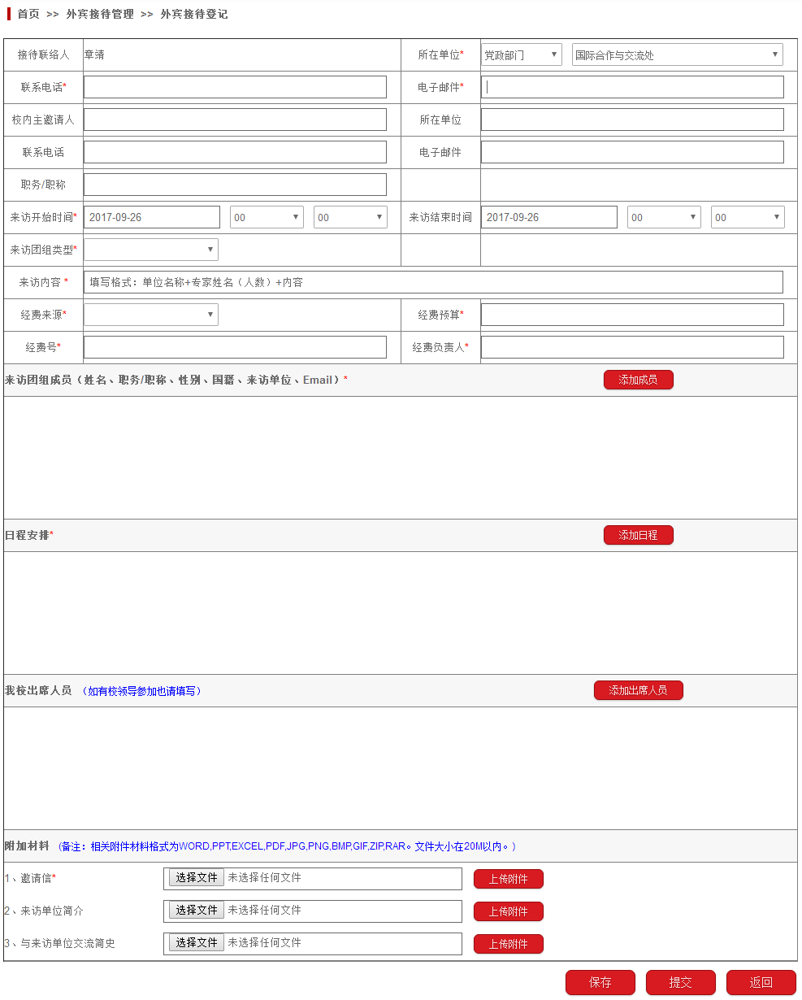 首页 >> 外宾接待管理 >> 外宾接待登记
接待联络人 章靖 所在单位* 党政部门 国际合作与交流处
联系电话* 电子邮件*
校内主邀请人 所在单位
联系电话 电子邮件
职务/职称
来访开始时间* 2017-09-26 00 00 来访结束时间 2017-09-26 00 00
来访团组类型*
来访内容 * 填写格式：单位名称+专家姓名（人数）+内容
经费来源* 经费预算*
经费号* 经费负责人*
来访团组成员（姓名、职务/职称、性别、国籍、来访单位、Email）* 添加成员
日程安排* 添加日程
我校出席人员 （如有校领导参加也请填写） 添加出席人员
附加材料 （备注：相关附件材料格式为WORD,PPT,EXCEL,PDF,JPG,PNG,BMP,GIF,ZIP,RAR。文件大小在20M以内。）
1、邀请信* 选择文件 未选择任何文件 上传附件
2、来访单位简介 选择文件 未选择任何文件 上传附件
3、与来访单位交流简史 选择文件 未选择任何文件 上传附件
保存 提交 返回